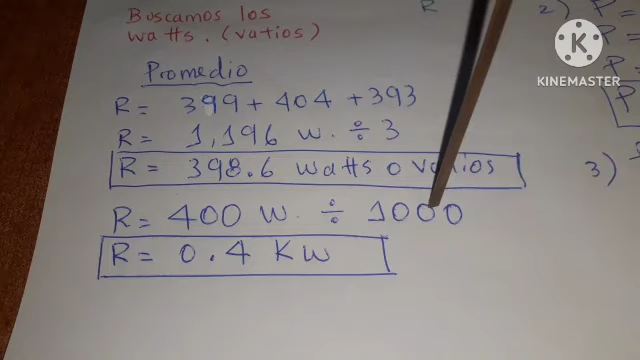 Buscamos los
R
2)
watts. (vatios)
KINEMASTER
Promedio
R= 399 + 404 + 393
R= 1,196 w. ÷ 3
R= 398.6 watts o vatios
3)
R= 400 w. ÷ 1000
R= 0.4 Kw